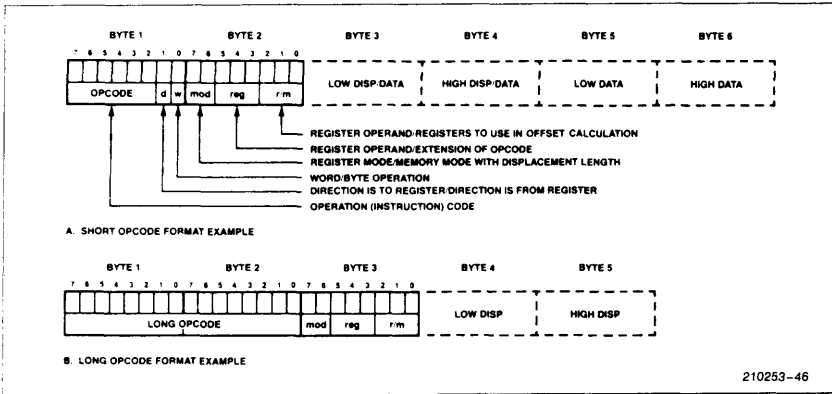 BYTE 1 BYTE 2 BYTE 3 BYTE 4 BYTE 5 BYTE 6
7 6 5 4 3 2 1 0 7 6 5 4 3 2 1 0
OPCODE d w mod reg r/m LOW DISP/DATA HIGH DISP/DATA LOW DATA HIGH DATA
REGISTER OPERAND/REGISTERS TO USE IN OFFSET CALCULATION
REGISTER OPERAND/EXTENSION OF OPCODE
REGISTER MODE/MEMORY MODE WITH DISPLACEMENT LENGTH
WORD/BYTE OPERATION
DIRECTION IS TO REGISTER/DIRECTION IS FROM REGISTER
OPERATION (INSTRUCTION) CODE
A. SHORT OPCODE FORMAT EXAMPLE
BYTE 1 BYTE 2 BYTE 3 BYTE 4 BYTE 5
7 6 5 4 3 2 1 0 7 6 5 4 3 2 1 0 7 6 5 4 3 2 1 0
LONG OPCODE mod reg r/m LOW DISP HIGH DISP
B. LONG OPCODE FORMAT EXAMPLE
210253-46